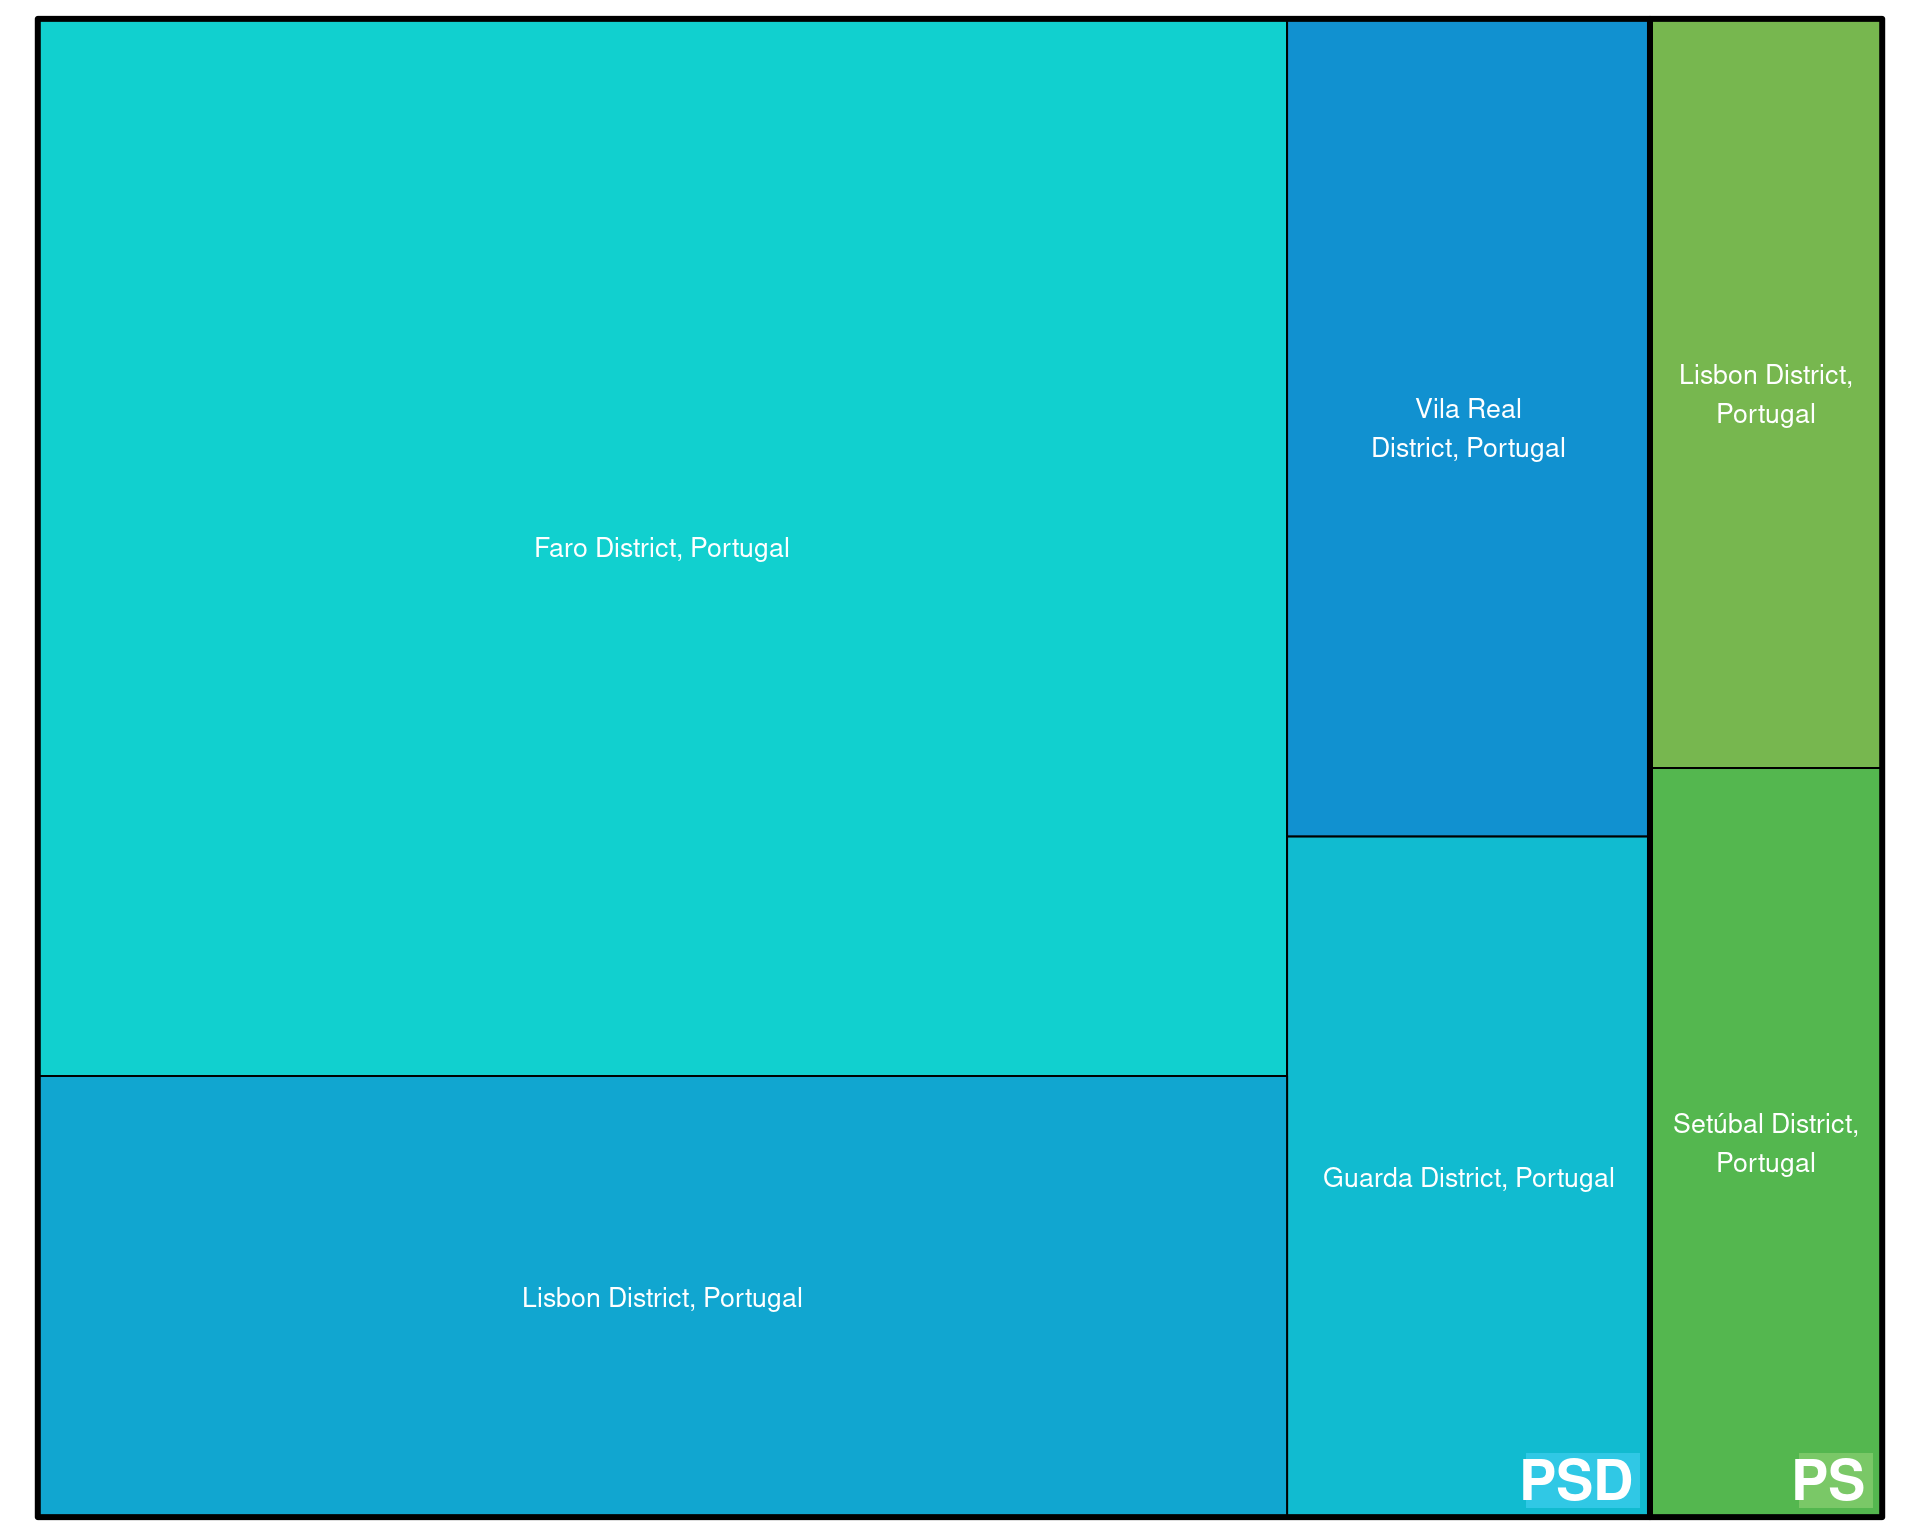 Faro District, Portugal
Lisbon District, Portugal
Vila Real
District, Portugal
Guarda District, Portugal
PSD
Lisbon District,
Portugal
Setúbal District,
Portugal
PS